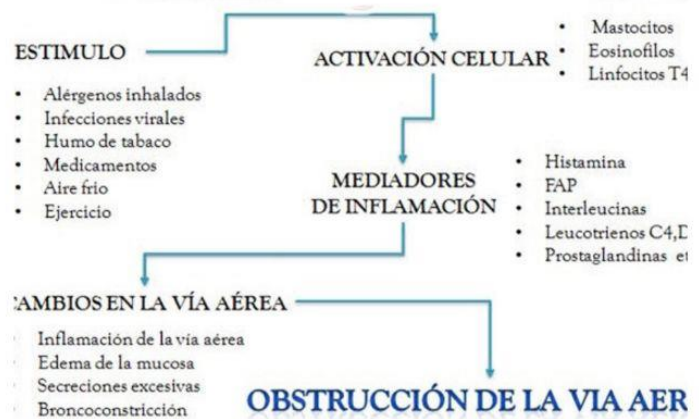 ESTIMULO
• Alérgenos inhalados
• Infecciones virales
• Humo de tabaco
• Medicamentos
• Aire frio
• Ejercicio
ACTIVACIÓN CELULAR
• Mastocitos
• Eosinofilos
• Linfocitos T4
MEDIADORES
DE INFLAMACIÓN
• Histamina
• FAP
• Interleucinas
• Leucotrienos C4,D
• Prostaglandinas
CAMBIOS EN LA VÍA AÉREA
Inflamación de la vía aérea
Edema de la mucosa
Secreciones excesivas
Broncoconstricción
OBSTRUCCIÓN DE LA VIA AER